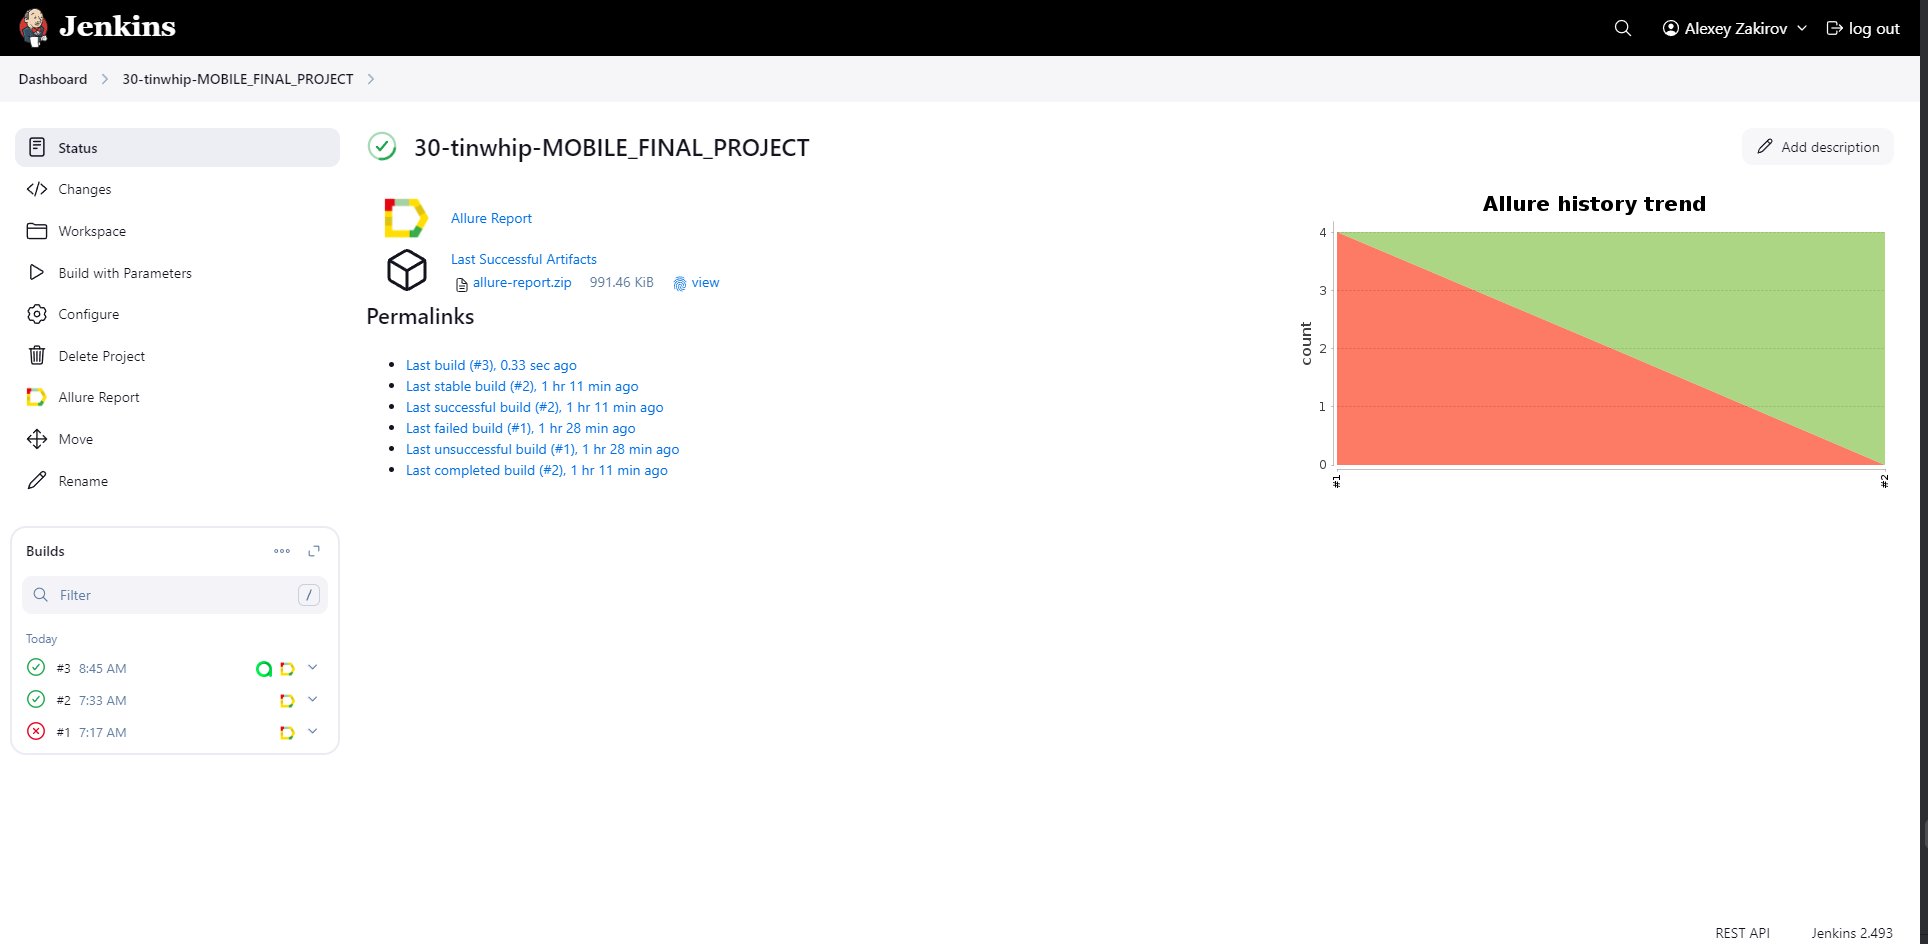 Jenkins
Alexey Zakirov
log out
Dashboard
30-tinwhip-MOBILE_FINAL_PROJECT
Status
Changes
Workspace
Build with Parameters
Configure
Delete Project
Allure Report
Move
Rename
Builds
Filter
/
Today
#3 8:45 AM
#2 7:33 AM
#1 7:17 AM
30-tinwhip-MOBILE_FINAL_PROJECT
Add description
Allure Report
Last Successful Artifacts
allure-report.zip 991.46 KiB view
Permalinks
Last build (#3), 0.33 sec ago
Last stable build (#2), 1 hr 11 min ago
Last successful build (#2), 1 hr 11 min ago
Last failed build (#1), 1 hr 28 min ago
Last unsuccessful build (#1), 1 hr 28 min ago
Last completed build (#2), 1 hr 11 min ago
Allure history trend
4
3
2
1
0
count
#1
#2
REST API
Jenkins 2.493